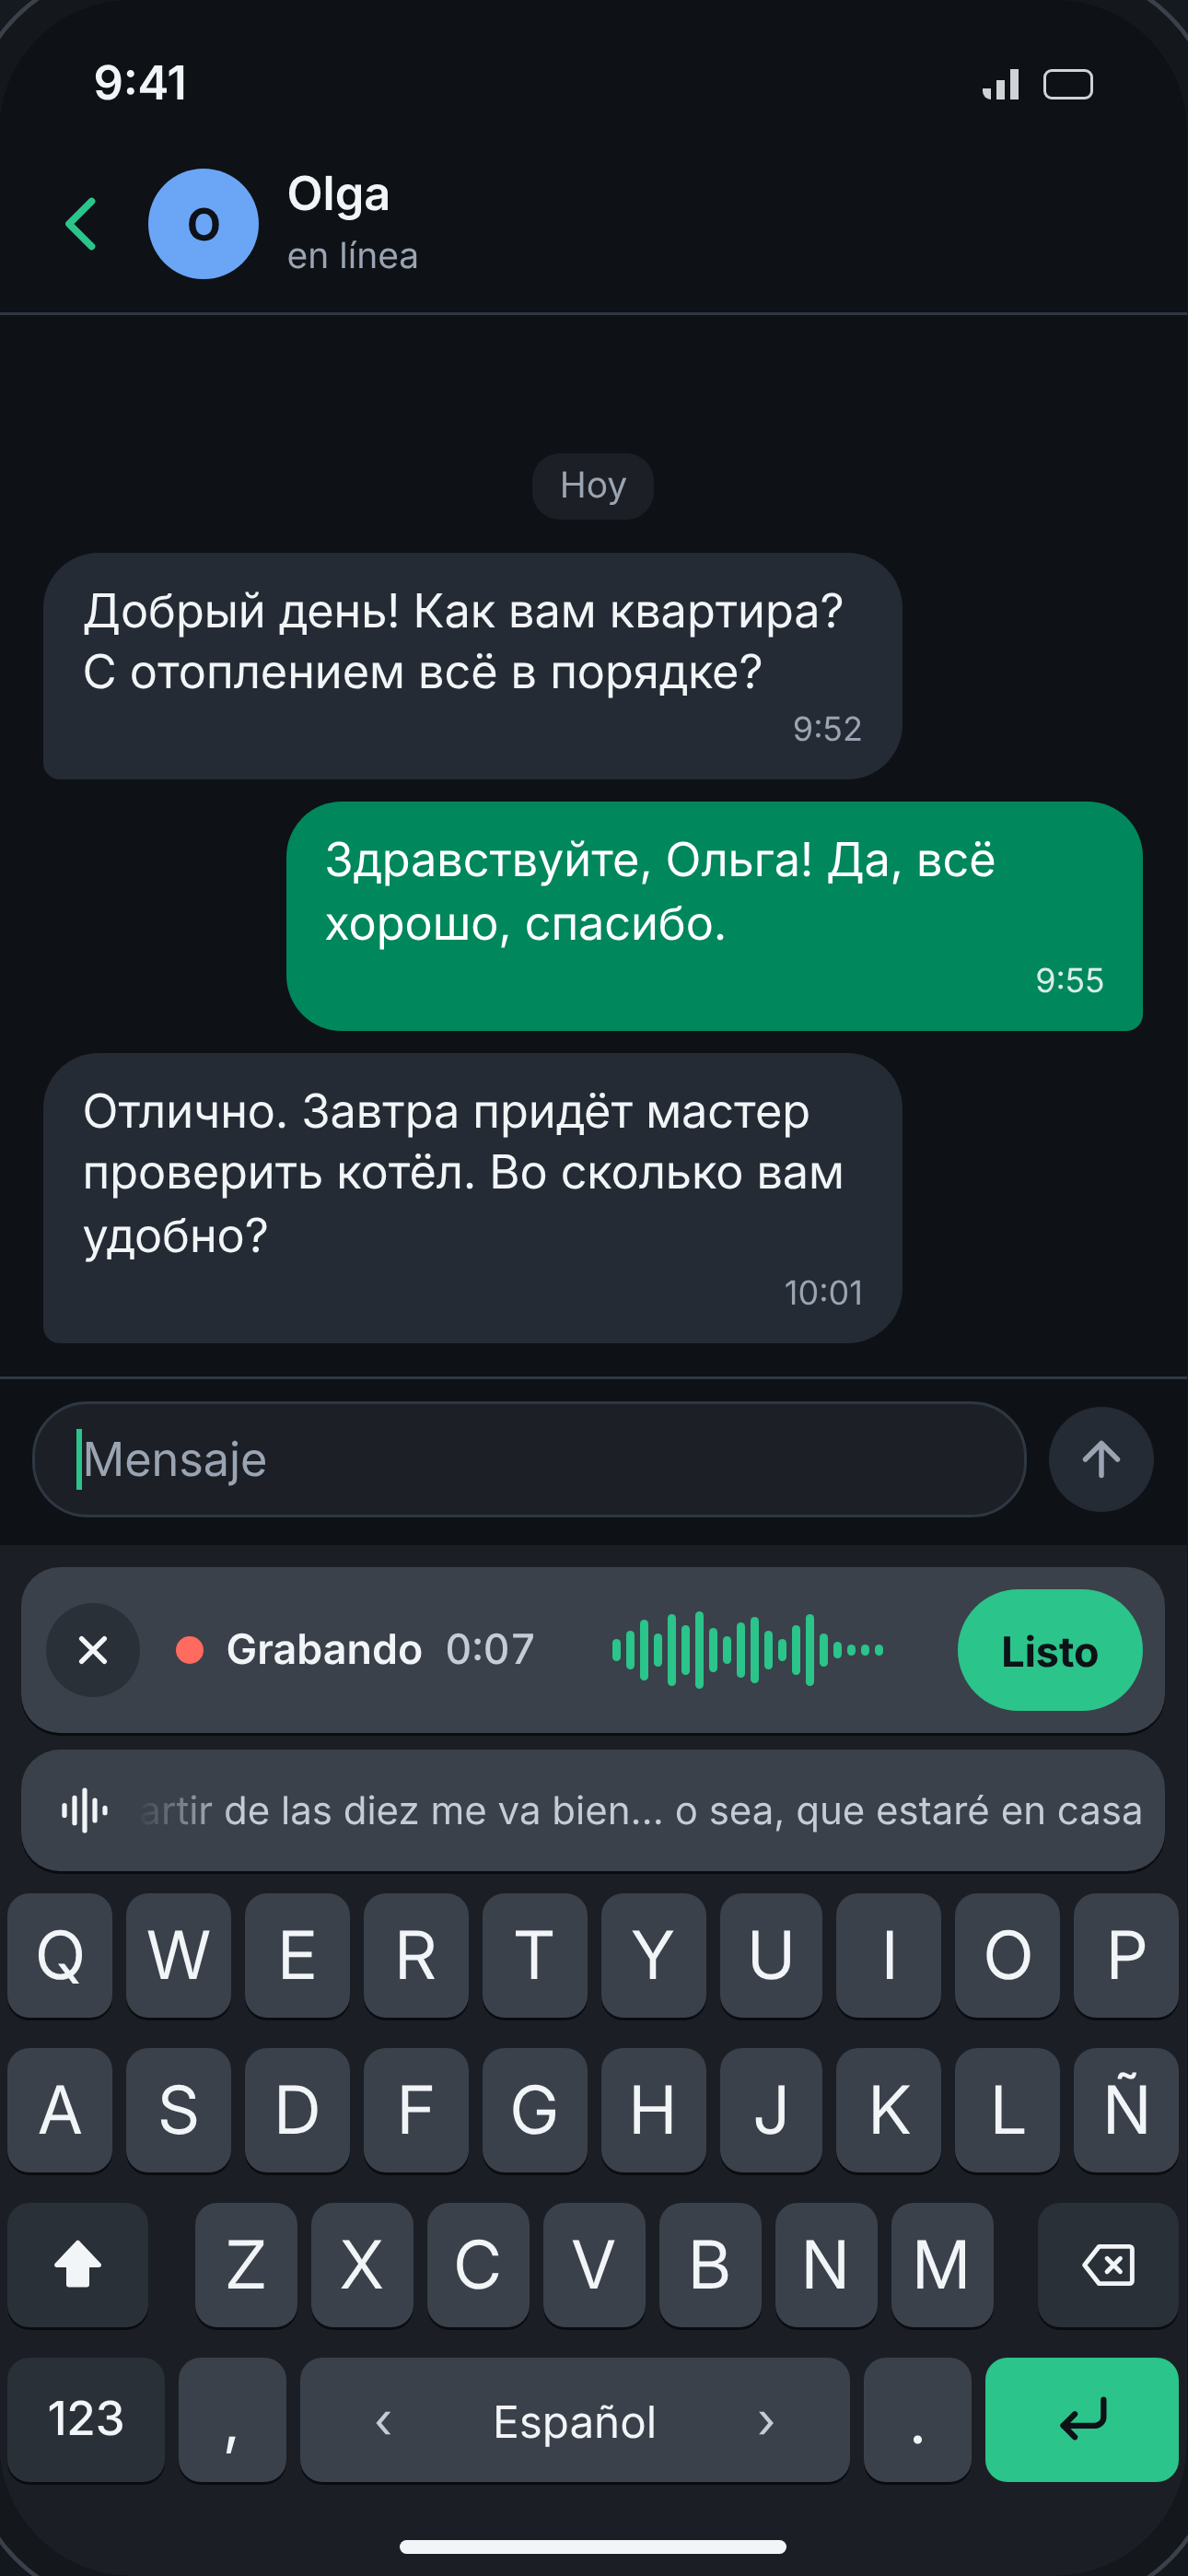 9:41
O
Olga
en línea
Hoy
Добрый день! Как вам квартира?
С отоплением всё в порядке?
9:52
Здравствуйте, Ольга! Да, всё
хорошо, спасибо.
9:55
Отлично. Завтра придёт мастер
проверить котёл. Во сколько вам
удобно?
10:01
Mensaje
Grabando 0:07
Listo
artir de las diez me va bien... o sea, que estaré en casa
Q W E R T Y U I O P
A S D F G H J K L Ñ
Z X C V B N M
123 , ‹ Español › .